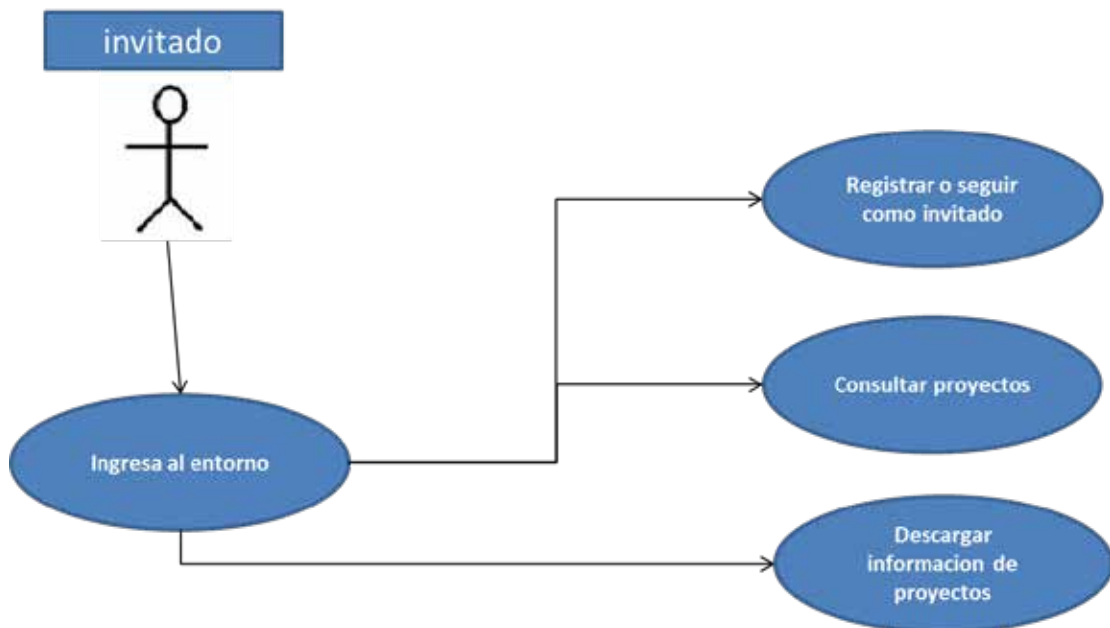 invitado
Registrar o seguir
como invitado
Consultar proyectos
Ingresa al entorno
Descargar
informacion de
proyectos